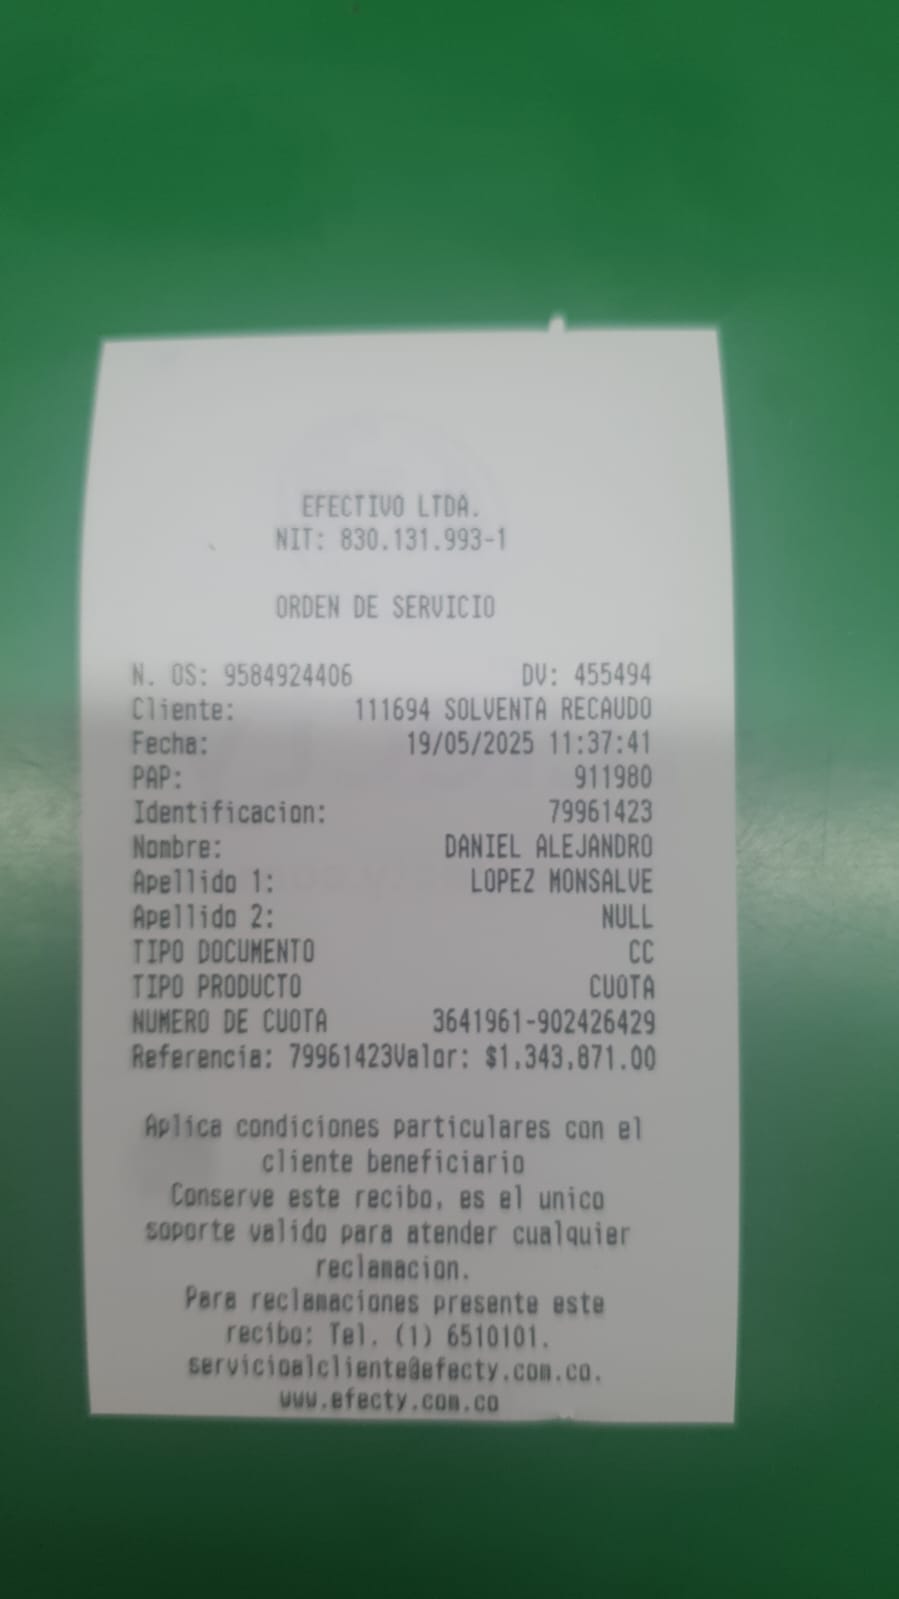 EFECTIVO LTDA.
NIT: 830.131.993-1
ORDEN DE SERVICIO
N. OS: 9584924406 DV: 455494
Cliente: 111694 SOLVENTA RECAUDO
Fecha: 19/05/2025 11:37:41
PAP: 911980
Identificacion: 79961423
Nombre: DANIEL ALEJANDRO
Apellido 1: LOPEZ MONSALVE
Apellido 2: NULL
TIPO DOCUMENTO CC
TIPO PRODUCTO CUOTA
NUMERO DE CUOTA 3641961-902426429
Referencia: 79961423Valor: $1,343,871.00
Aplica condiciones particulares con el
cliente beneficiario
Conserve este recibo, es el unico
soporte valido para atender cualquier
reclamacion.
Para reclamaciones presente este
recibo: Tel. (1) 6510101.
servicioalcliente@efecty.com.co.
www.efecty.com.co